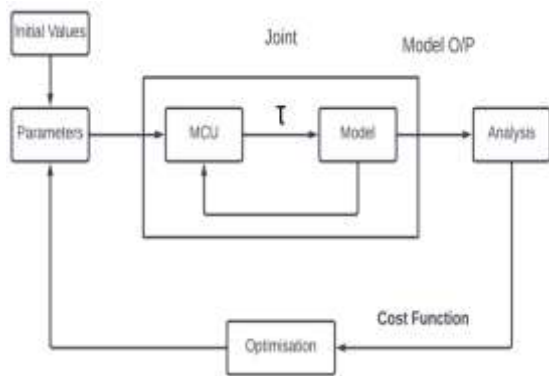 Initial Values
Joint
Model O/P
Parameters
MCU
τ
Model
Analysis
Cost Function
Optimisation